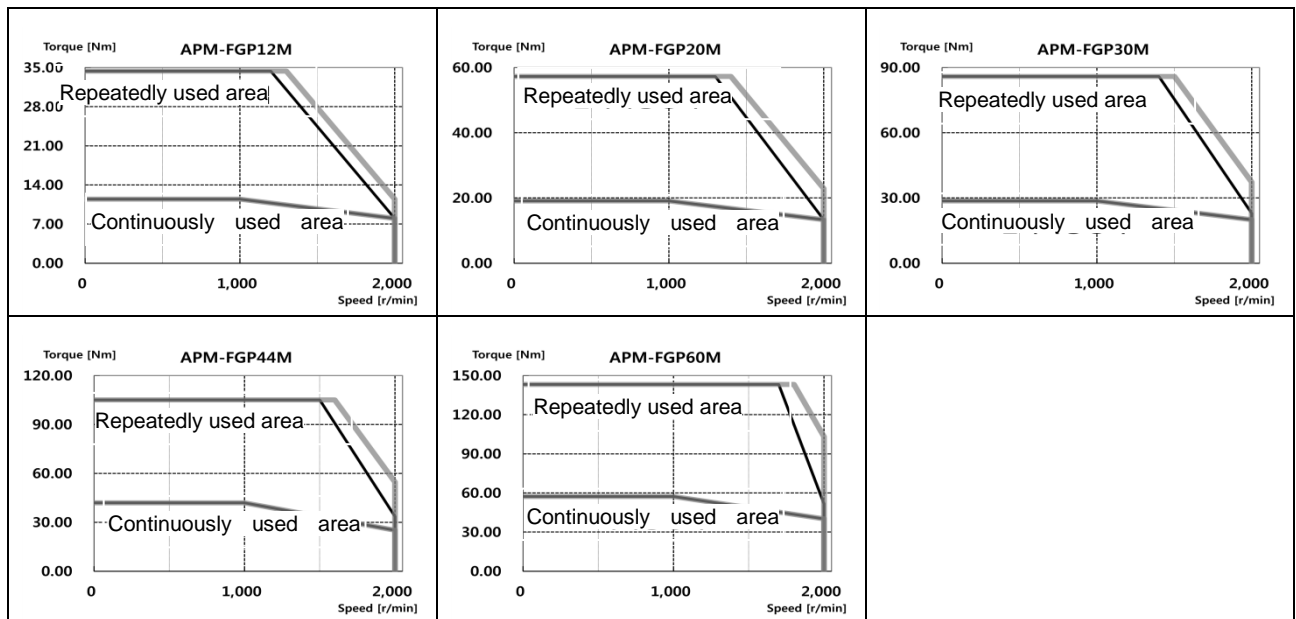 Torque [Nm] APM-FGP12M
35.00
Repeatedly used area
28.00
21.00
14.00
Continuously used area
7.00
0.00
0 1,000 2,000
Speed [r/min]
Torque [Nm] APM-FGP20M
60.00
Repeatedly used area
40.00
20.00
Continuously used area
0.00
0 1,000 2,000
Speed [r/min]
Torque [Nm] APM-FGP30M
90.00
Repeatedly used area
60.00
30.00
Continuously used area
0.00
0 1,000 2,000
Speed [r/min]
Torque [Nm] APM-FGP44M
120.00
Repeatedly used area
90.00
60.00
30.00
Continuously used area
0.00
0 1,000 2,000
Speed [r/min]
Torque [Nm] APM-FGP60M
150.00
Repeatedly used area
120.00
90.00
60.00
Continuously used area
30.00
0.00
0 1,000 2,000
Speed [r/min]